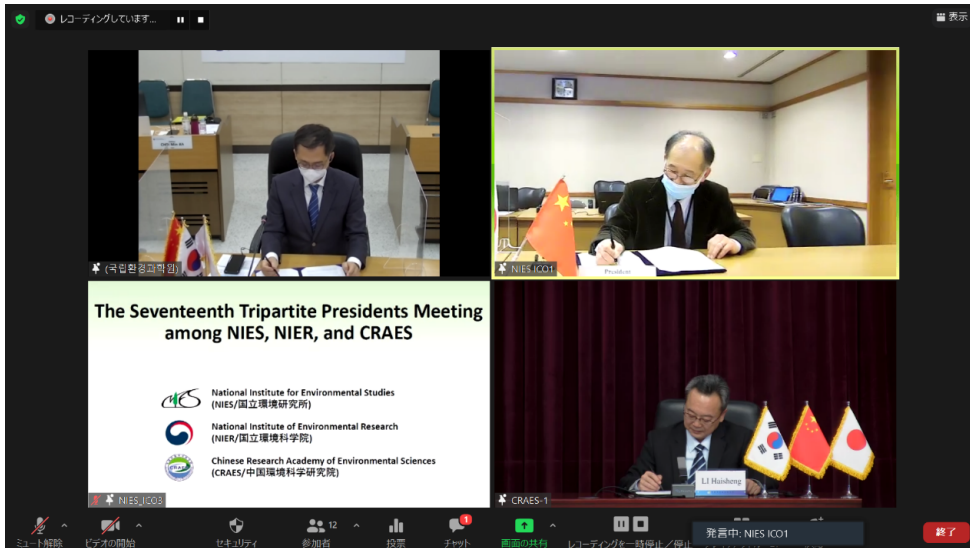 レコーディングしています...
表示
(국립환경과학원)
NIES ICO1
President
The Seventeenth Tripartite Presidents Meeting
among NIES, NIER, and CRAES
National Institute for Environmental Studies
(NIES/国立環境研究所)
National Institute of Environmental Research
(NIER/国立環境科学院)
Chinese Research Academy of Environmental Sciences
(CRAES/中国環境科学研究院)
NIES_ICO3
LI Haisheng
CRAES-1
ミュート解除
ビデオの開始
セキュリティ
12
参加者
投票
1
チャット
画面の共有
レコーディングを一時停止／停止
発言中: NIES ICO1
終了